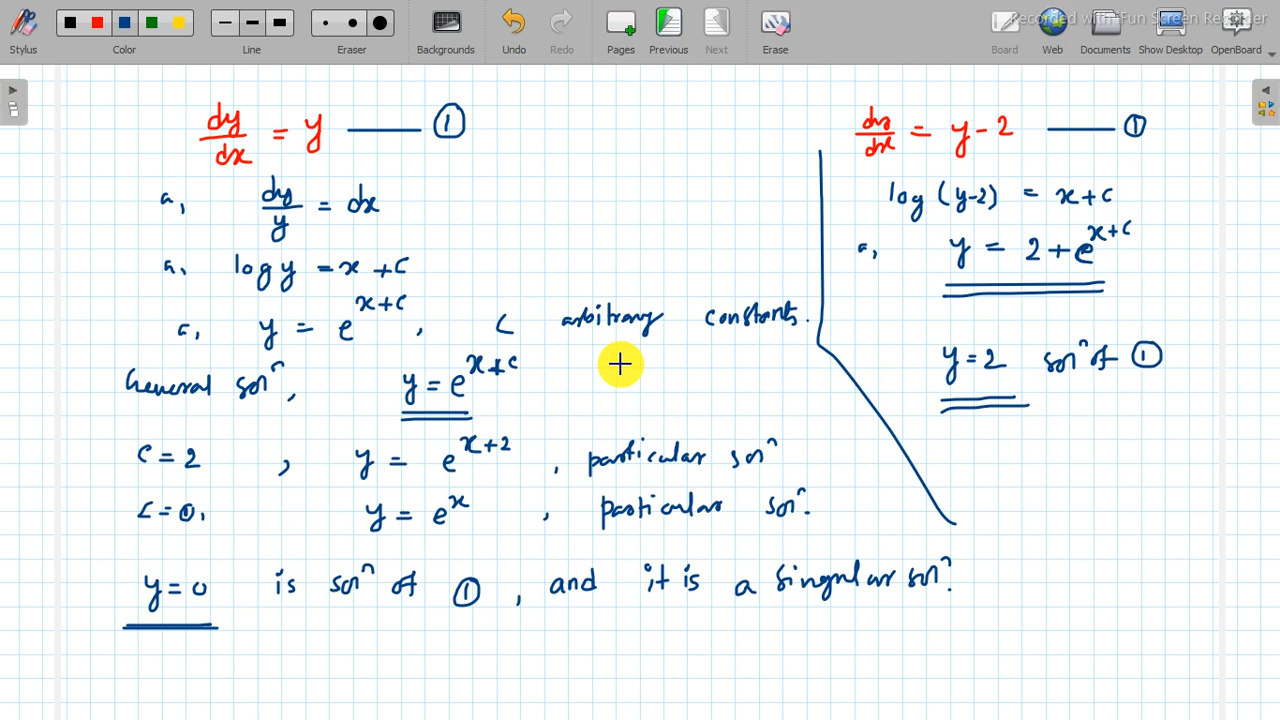 Recorded with Fun Screen Recorder
Stylus Color Line Eraser Backgrounds Undo Redo Pages Previous Next Erase Board Web Documents Show Desktop OpenBoard
dy/dx = y —— ①
a, dy/y = dx
a, log y = x + c
a, y = e^{x+c}, c arbitrary constants.
General solⁿ, y = e^{x+c}
c = 2, y = e^{x+2}, particular solⁿ
c = 0, y = e^x, particular solⁿ.
y = 0 is solⁿ of ①, and it is a singular solⁿ.
dy/dx = y - 2 —— ①
log (y-2) = x + c
a, y = 2 + e^{x+c}
y = 2 solⁿ of ①